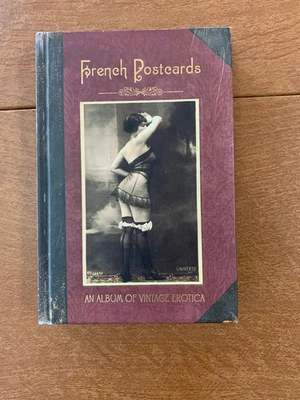 French Postcards
UNIVERSE
AN ALBUM OF VINTAGE EROTICA